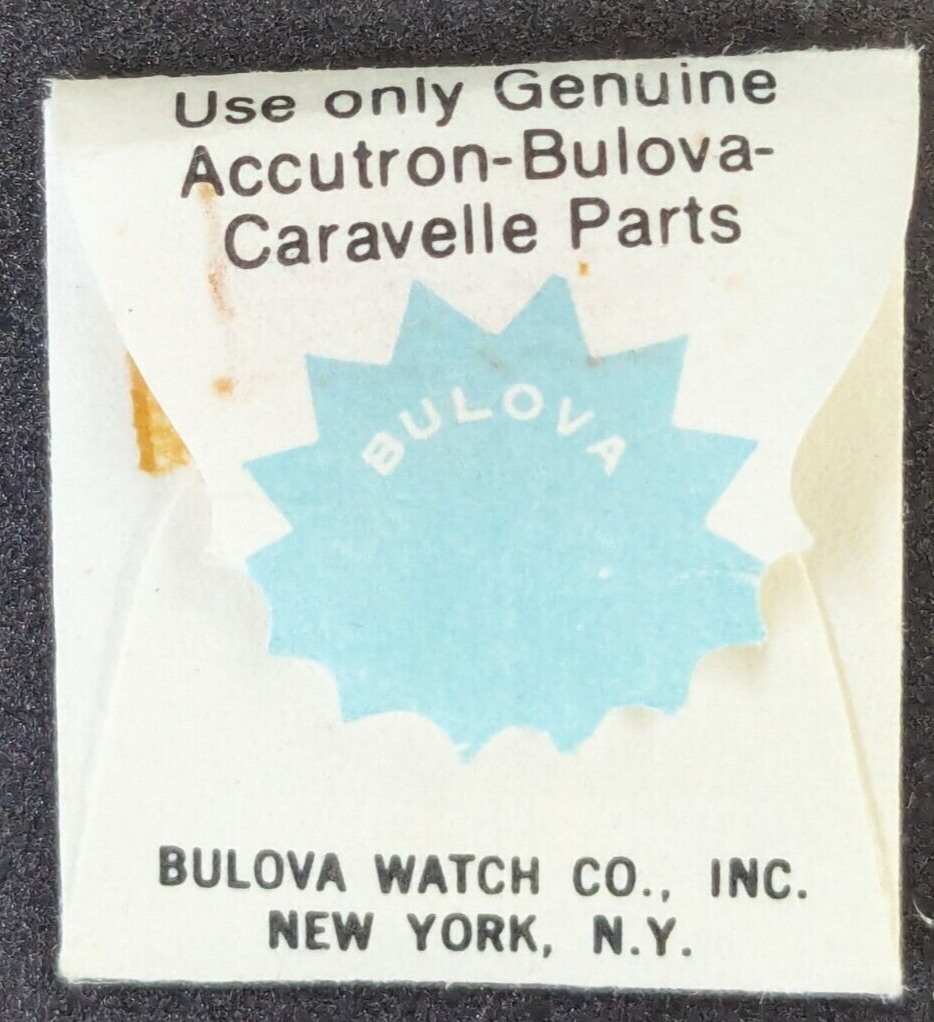 Use only Genuine
Accutron-Bulova-
Caravelle Parts
BULOVA
BULOVA WATCH CO., INC.
NEW YORK, N.Y.